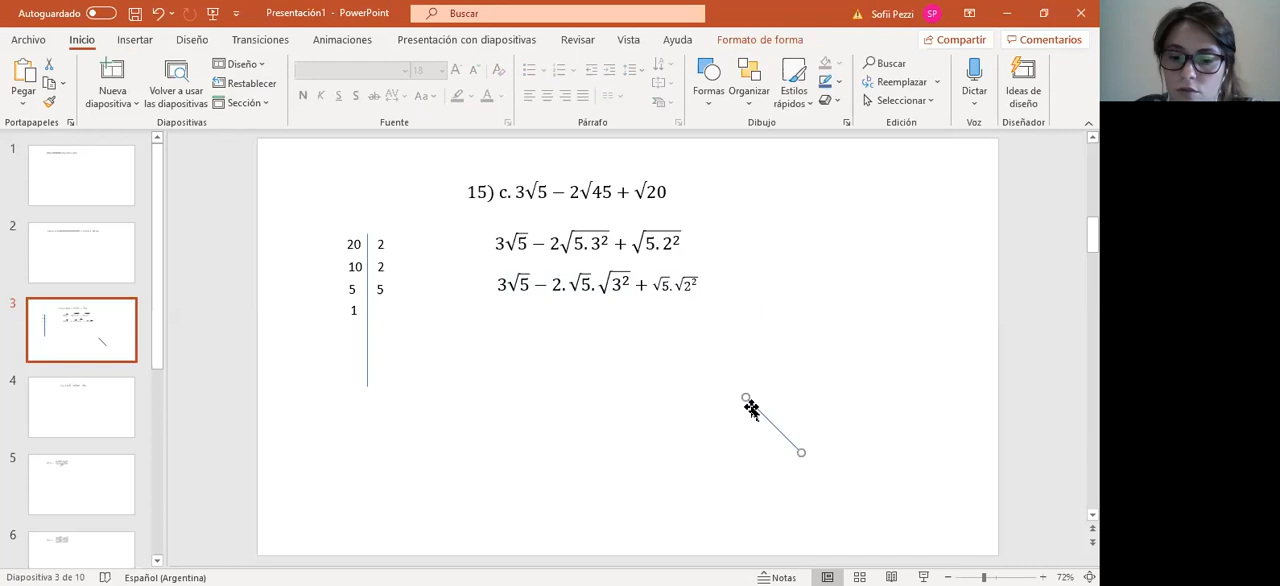 Autoguardado
Presentación1 - PowerPoint
Buscar
Sofii Pezzi
SP
Archivo Inicio Insertar Diseño Transiciones Animaciones Presentación con diapositivas Revisar Vista Ayuda Formato de forma
Compartir
Comentarios
Pegar
Nueva diapositiva
Volver a usar las diapositivas
Diseño
Restablecer
Sección
18
N K S S ab AV Aa A
Formas
Organizar
Estilos rápidos
Buscar
Reemplazar
Seleccionar
Dictar
Ideas de diseño
Portapapeles
Diapositivas
Fuente
Párrafo
Dibujo
Edición
Voz
Diseñador
1
2
3
4
5
6
15) c. 3√5 − 2√45 + √20
3√5 − 2√5.3² + √5.2²
3√5 − 2.√5.√3² + √5.√2²
20 2
10 2
5 5
1
Diapositiva 3 de 10
Español (Argentina)
Notas
72%